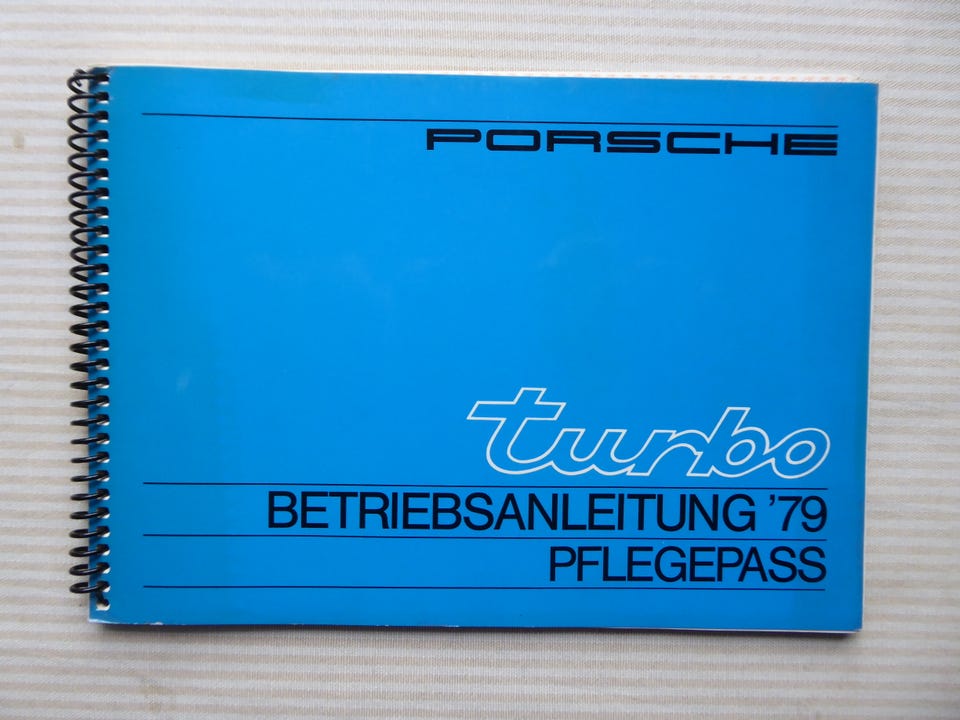 PORSCHE
turbo
BETRIEBSANLEITUNG '79
PFLEGEPASS